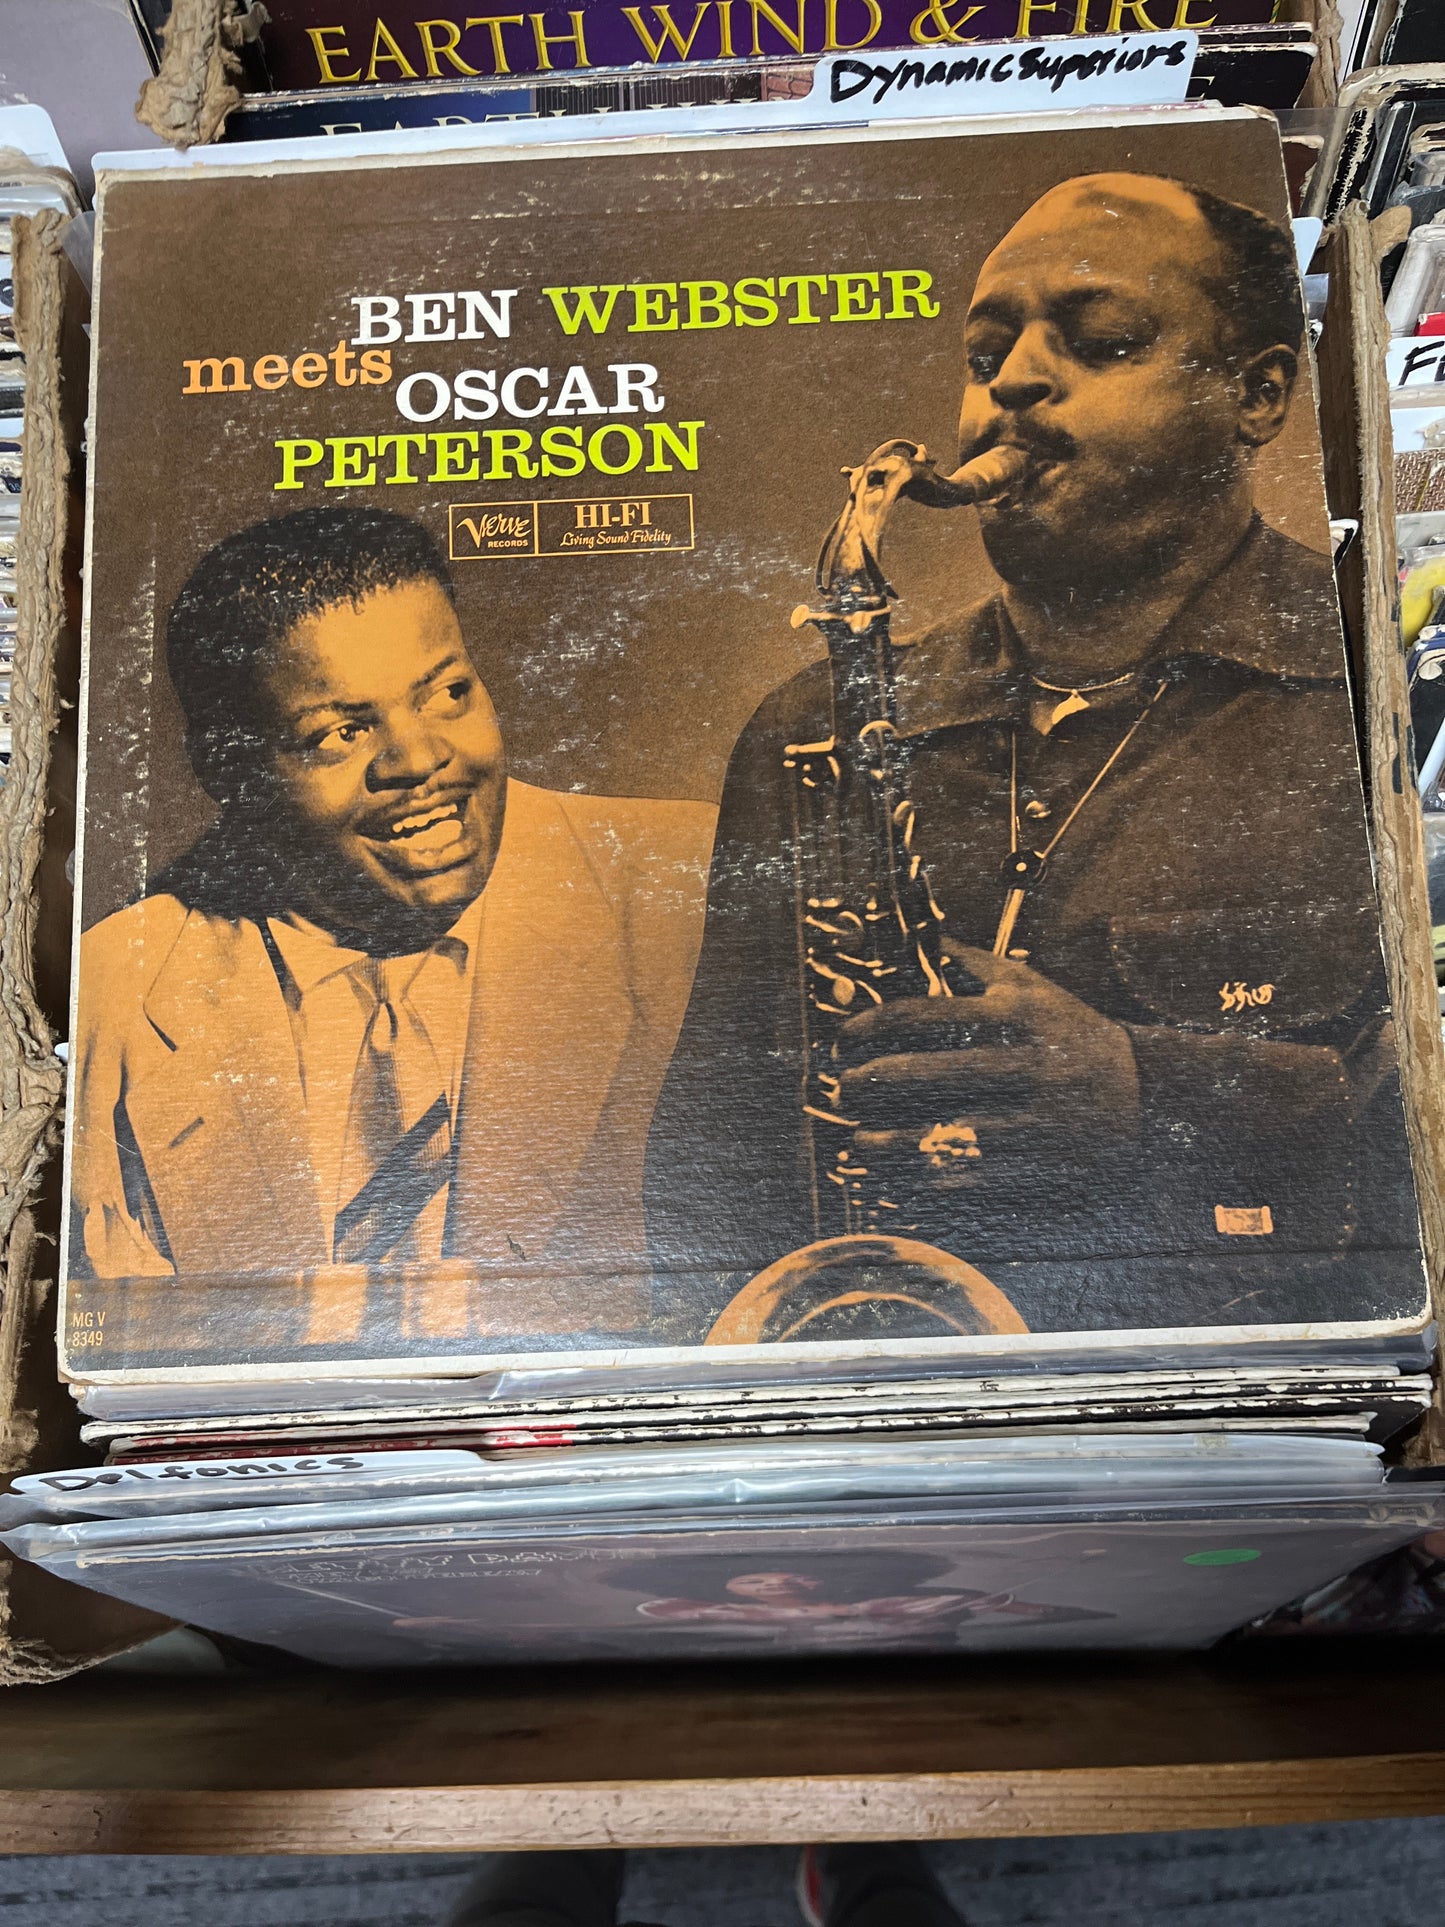 EARTH WIND & FIRE
Dynamic Superiors
BEN WEBSTER
meets
OSCAR
PETERSON
Verve
RECORDS
HI-FI
Living Sound Fidelity
MG V
8349
Delfonics